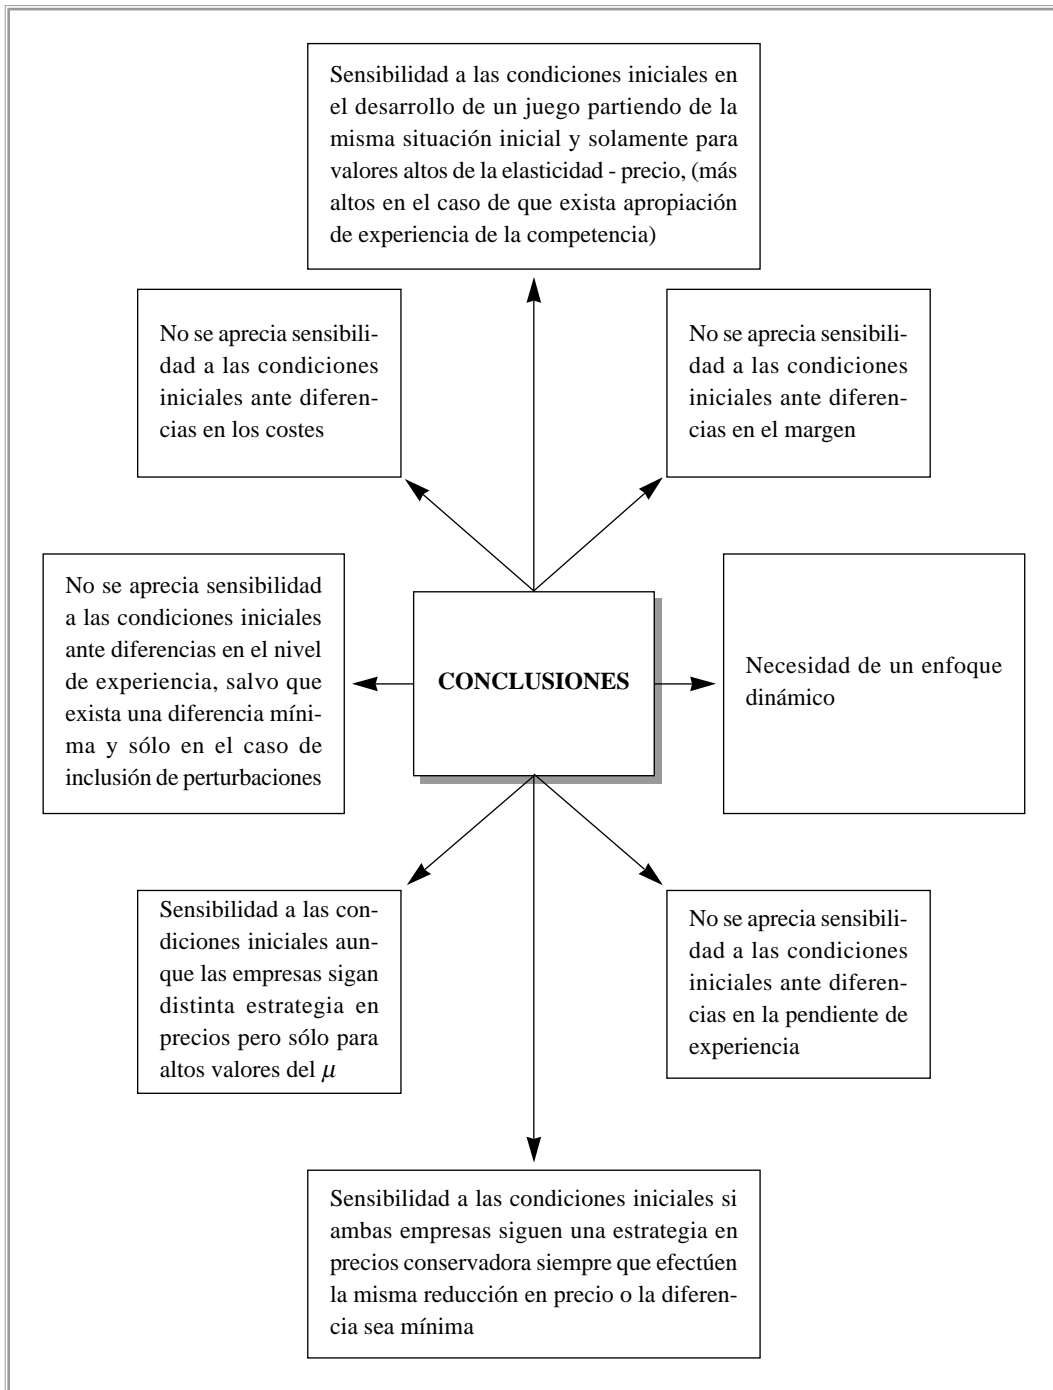 Sensibilidad a las condiciones iniciales en
el desarrollo de un juego partiendo de la
misma situación inicial y solamente para
valores altos de la elasticidad - precio, (más
altos en el caso de que exista apropiación
de experiencia de la competencia)
No se aprecia sensibili-
dad a las condiciones
iniciales ante diferen-
cias en los costes
No se aprecia sensibili-
dad a las condiciones
iniciales ante diferen-
cias en el margen
No se aprecia sensibilidad
a las condiciones iniciales
ante diferencias en el nivel
de experiencia, salvo que
exista una diferencia míni-
ma y sólo en el caso de
inclusión de perturbaciones
CONCLUSIONES
Necesidad de un enfoque
dinámico
Sensibilidad a las con-
diciones iniciales aun-
que las empresas sigan
distinta estrategia en
precios pero sólo para
altos valores del μ
No se aprecia sensibili-
dad a las condiciones
iniciales ante diferen-
cias en la pendiente de
experiencia
Sensibilidad a las condiciones iniciales si
ambas empresas siguen una estrategia en
precios conservadora siempre que efectúen
la misma reducción en precio o la diferen-
cia sea mínima